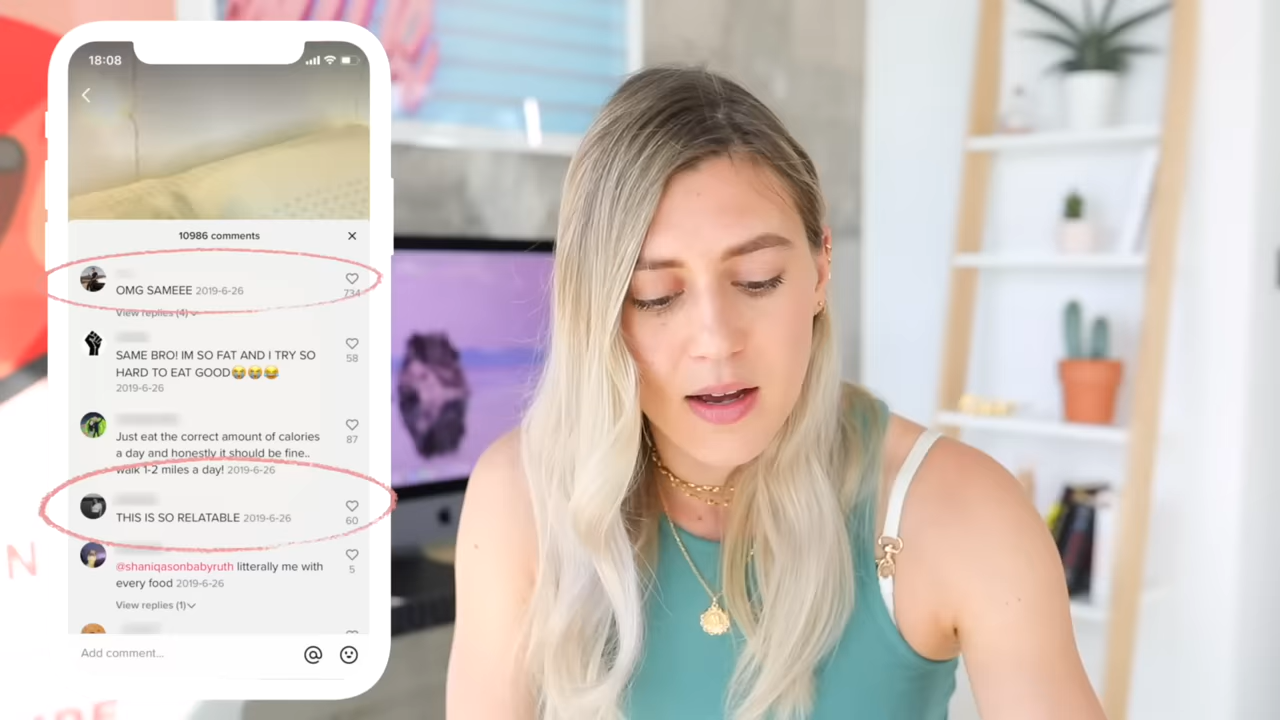 18:08
10986 comments
OMG SAMEEE 2019-6-26
734
View replies (4)
SAME BRO! IM SO FAT AND I TRY SO
HARD TO EAT GOOD😂😂😂
58
2019-6-26
Just eat the correct amount of calories
87
a day and honestly it should be fine..
walk 1-2 miles a day! 2019-6-26
THIS IS SO RELATABLE 2019-6-26
60
@shaniqasonbabyruth litterally me with
5
every food 2019-6-26
View replies (1)
Add comment...